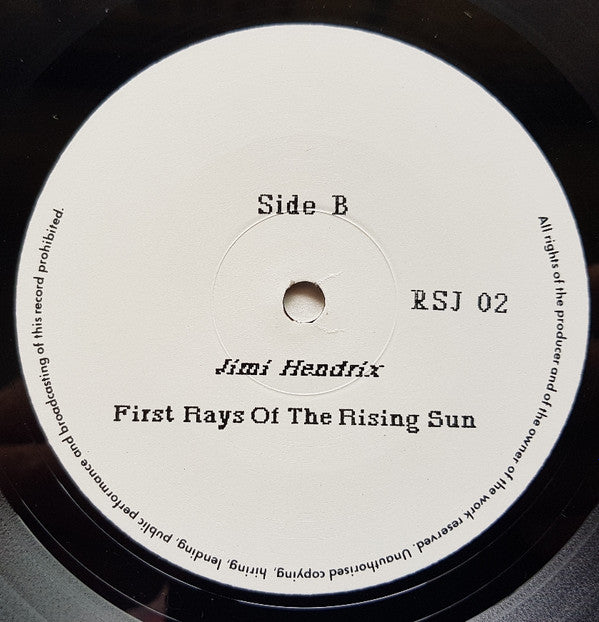 Side B
RSJ 02
Jimi Hendrix
First Rays Of The Rising Sun
All rights of the producer and of the owner of the work reserved. Unauthorised copying, hiring, lending, public performance and broadcasting of this record prohibited.